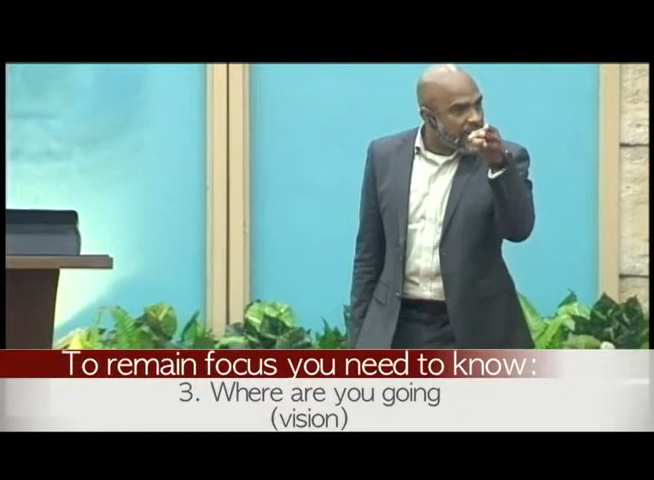 To remain focus you need to know:
3. Where are you going
(vision)